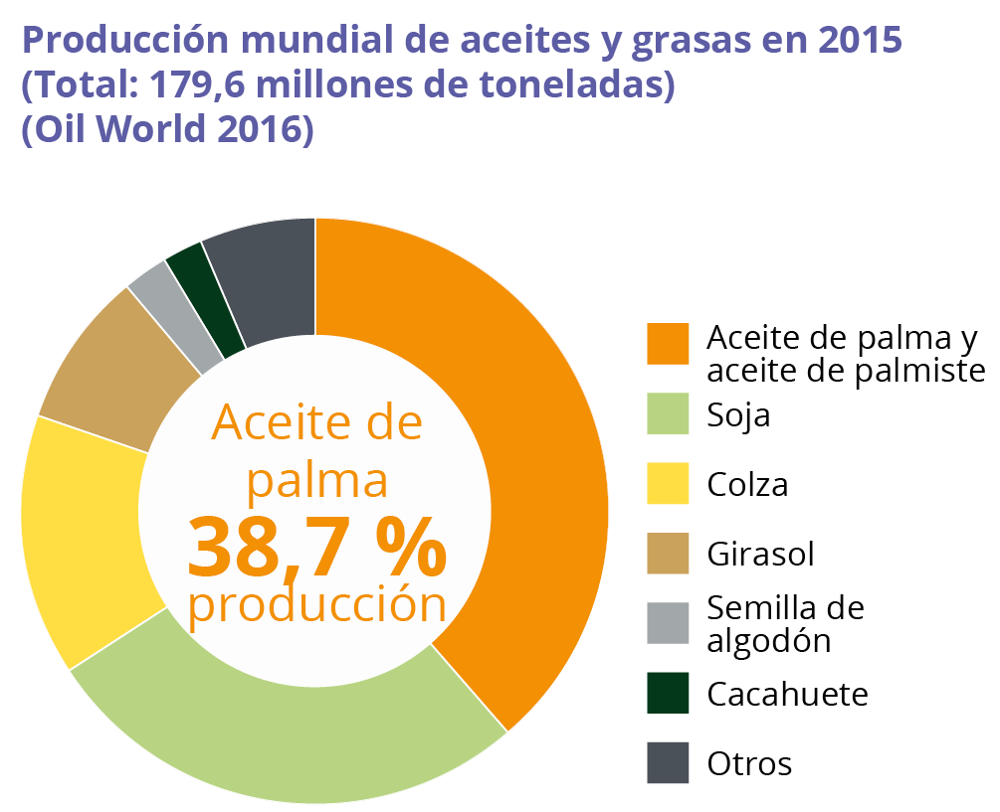 Producción mundial de aceites y grasas en 2015
(Total: 179,6 millones de toneladas)
(Oil World 2016)
Aceite de
palma
38,7 %
producción
Aceite de palma y
aceite de palmiste
Soja
Colza
Girasol
Semilla de
algodón
Cacahuete
Otros